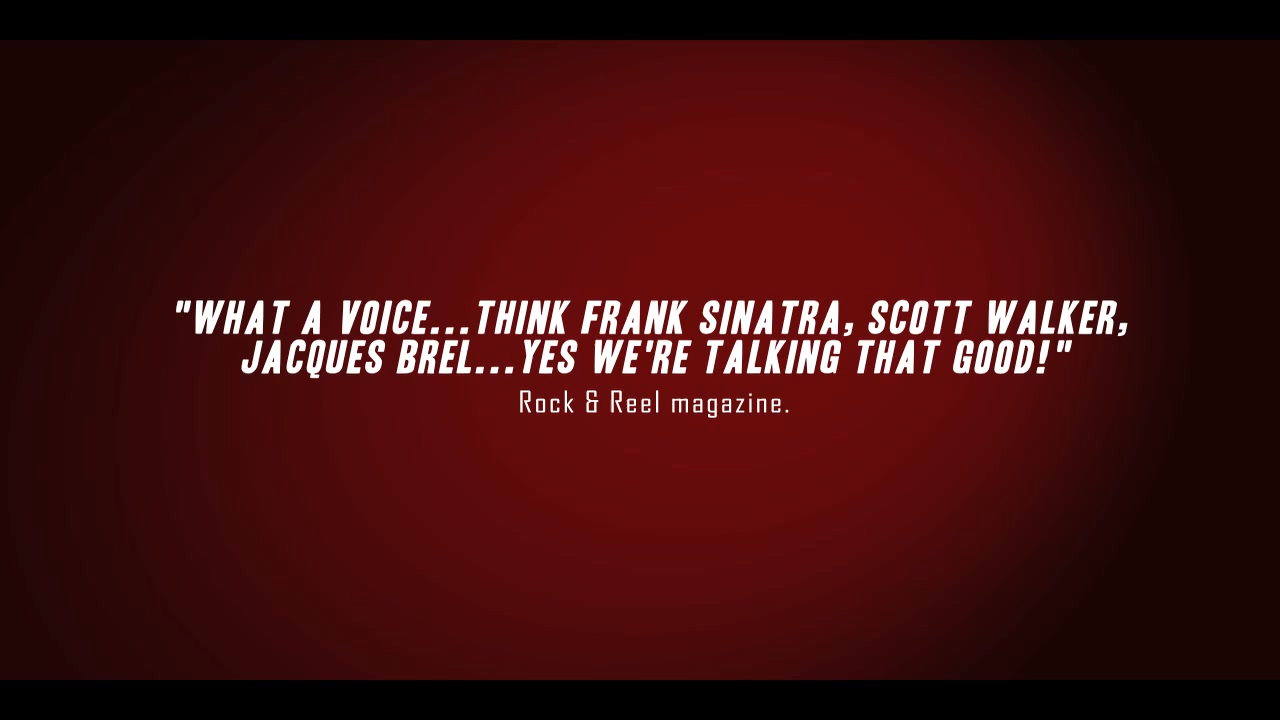 "WHAT A VOICE...THINK FRANK SINATRA, SCOTT WALKER,
JACQUES BREL...YES WE'RE TALKING THAT GOOD!"
Rock & Reel magazine.